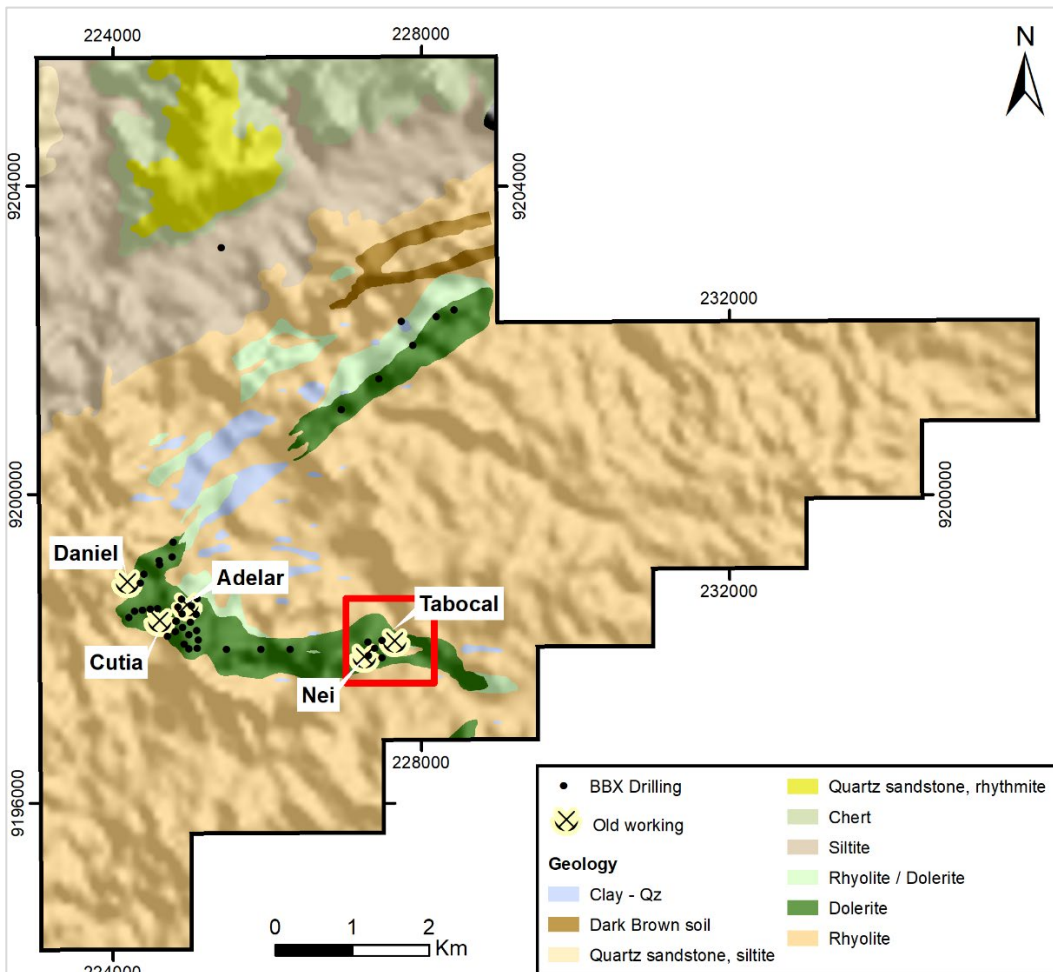 224000
228000
N
9204000
9204000
232000
9200000
9200000
Daniel
Adelar
Tabocal
Cutia
Nei
232000
228000
9196000
BBX Drilling
Old working
Geology
Clay - Qz
Dark Brown soil
Quartz sandstone, siltite
Quartz sandstone, rhythmite
Chert
Siltite
Rhyolite / Dolerite
Dolerite
Rhyolite
0 1 2
Km
224000